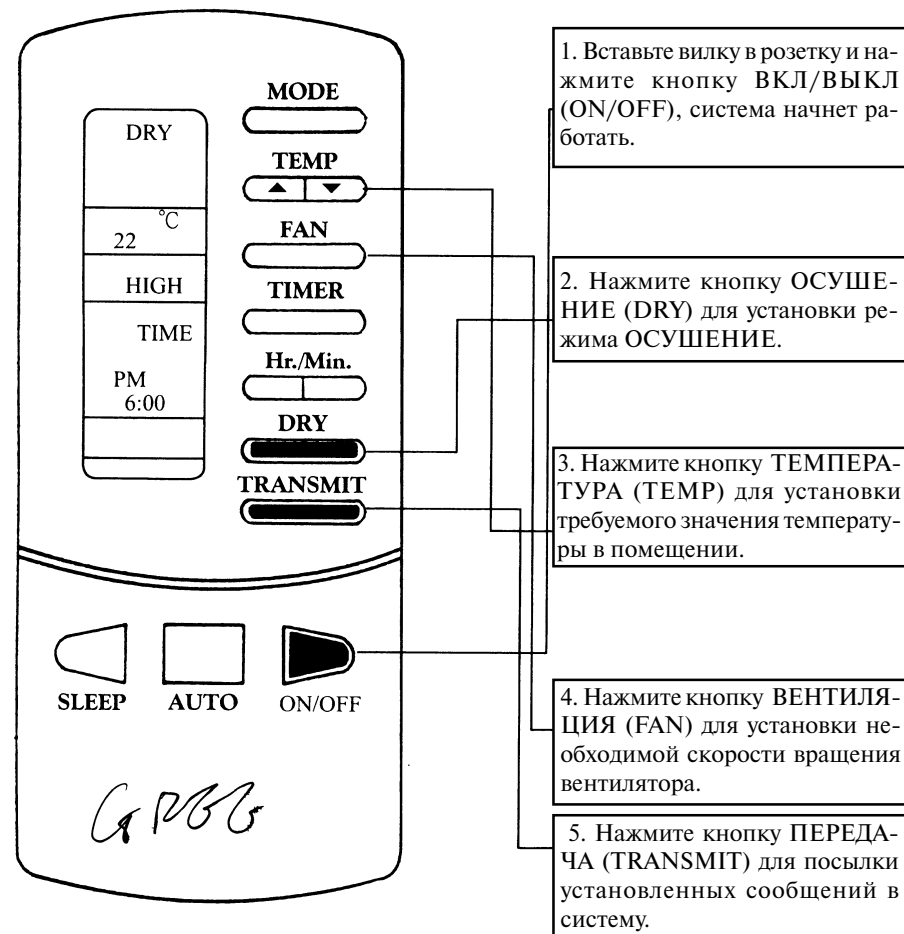 MODE
DRY
TEMP
°C
22
FAN
HIGH
TIMER
TIME
Hr./Min.
PM
6:00
DRY
TRANSMIT
SLEEP
AUTO
ON/OFF
GREE
1. Вставьте вилку в розетку и на-
жмите кнопку ВКЛ/ВЫКЛ
(ON/OFF), система начнет ра-
ботать.
2. Нажмите кнопку ОСУШЕ-
НИЕ (DRY) для установки ре-
жима ОСУШЕНИЕ.
3. Нажмите кнопку ТЕМПЕРА-
ТУРА (TEMP) для установки
требуемого значения температу-
ры в помещении.
4. Нажмите кнопку ВЕНТИЛЯ-
ЦИЯ (FAN) для установки не-
обходимой скорости вращения
вентилятора.
5. Нажмите кнопку ПЕРЕДА-
ЧА (TRANSMIT) для посылки
установленных сообщений в
систему.